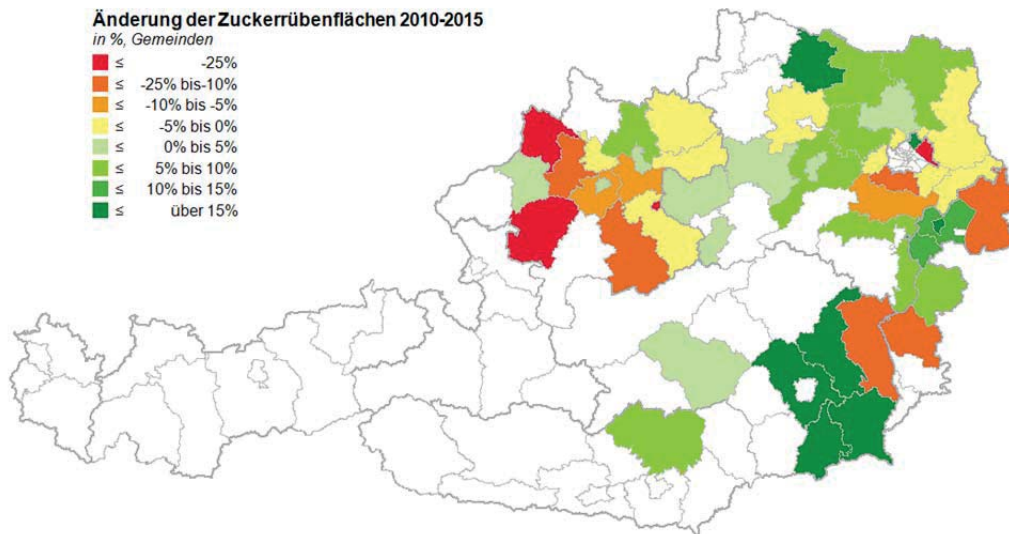 Änderung der Zuckerrübenflächen 2010-2015
in %, Gemeinden
≤ -25%
≤ -25% bis-10%
≤ -10% bis -5%
≤ -5% bis 0%
≤ 0% bis 5%
≤ 5% bis 10%
≤ 10% bis 15%
≤ über 15%